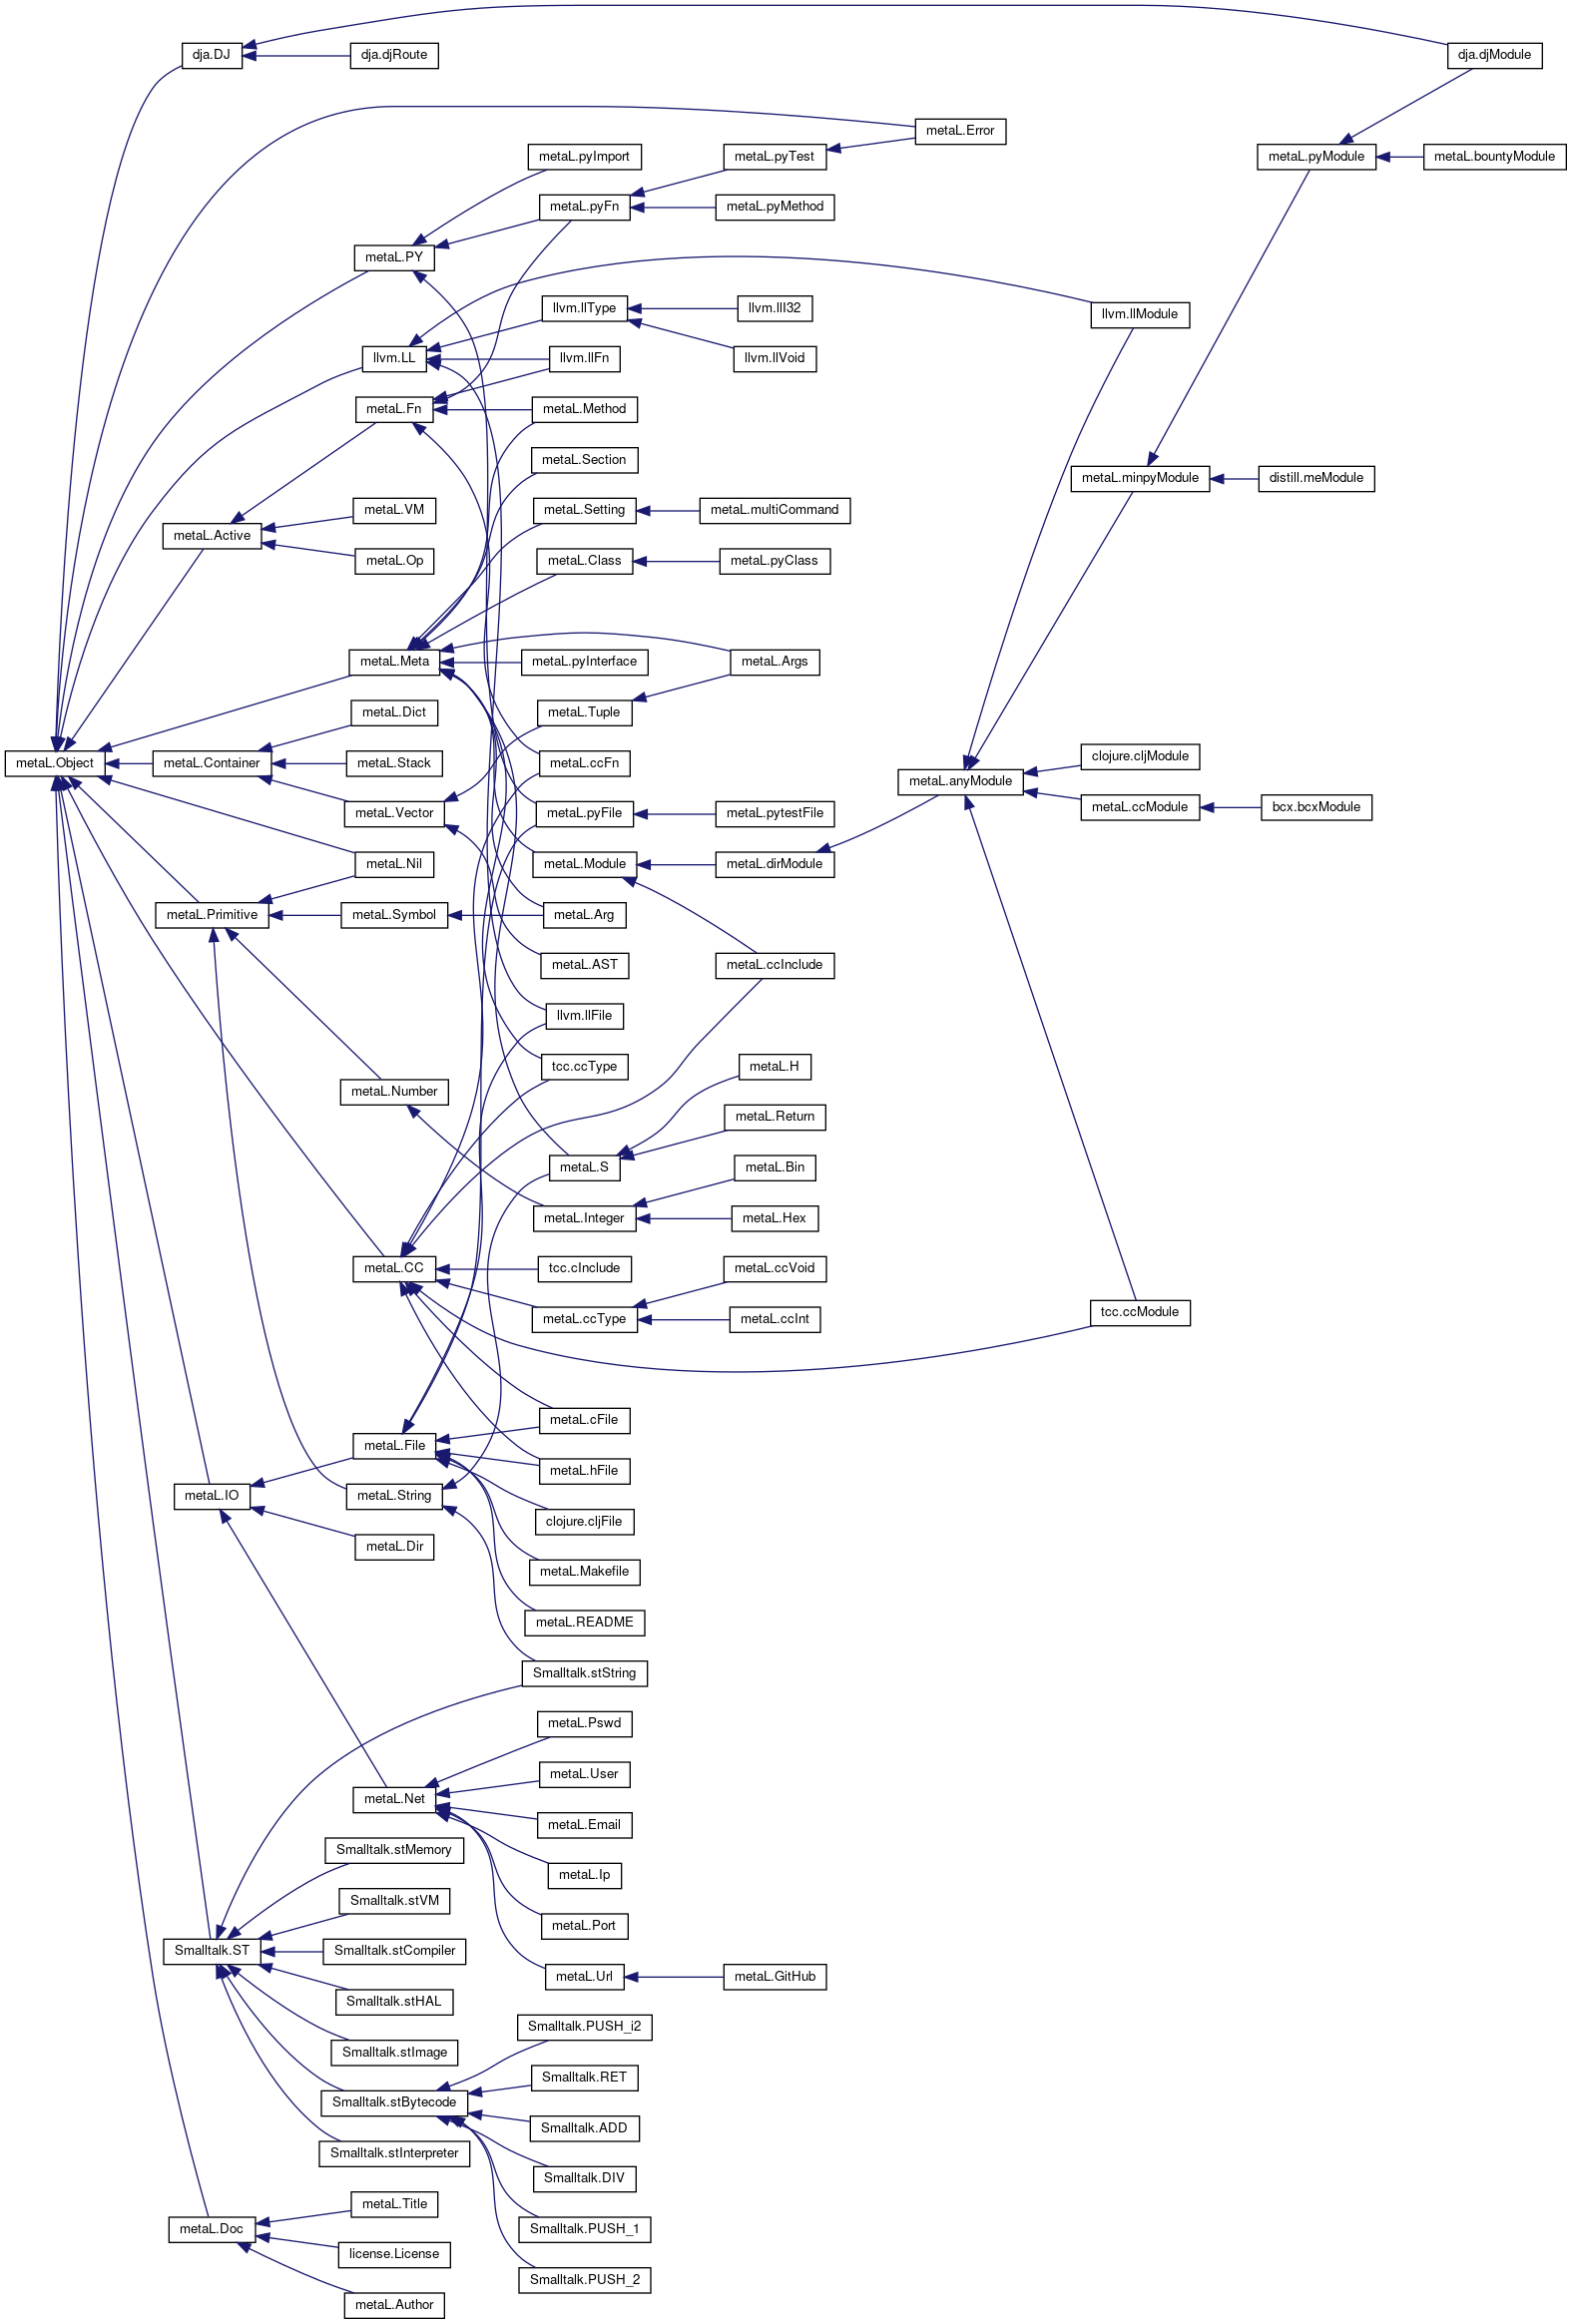 dja.DJ
dja.djRoute
dja.djModule
metaL.Error
metaL.pyImport
metaL.pyTest
metaL.pyModule
metaL.bountyModule
metaL.pyFn
metaL.pyMethod
metaL.PY
llvm.llType
llvm.llI32
llvm.llModule
llvm.LL
llvm.llFn
llvm.llVoid
metaL.Fn
metaL.Method
metaL.Section
metaL.minpyModule
distill.meModule
metaL.VM
metaL.Setting
metaL.multiCommand
metaL.Active
metaL.Op
metaL.Class
metaL.pyClass
metaL.Meta
metaL.pyInterface
metaL.Args
metaL.Dict
metaL.Tuple
metaL.Object
metaL.Container
metaL.Stack
metaL.ccFn
metaL.anyModule
clojure.cljModule
metaL.Vector
metaL.pyFile
metaL.pytestFile
metaL.ccModule
bcx.bcxModule
metaL.Nil
metaL.Module
metaL.dirModule
metaL.Primitive
metaL.Symbol
metaL.Arg
metaL.AST
metaL.ccInclude
llvm.llFile
tcc.ccType
metaL.H
metaL.Number
metaL.Return
metaL.S
metaL.Bin
metaL.Integer
metaL.Hex
metaL.CC
tcc.cInclude
metaL.ccVoid
metaL.ccType
metaL.ccInt
tcc.ccModule
metaL.cFile
metaL.File
metaL.hFile
metaL.IO
metaL.String
clojure.cljFile
metaL.Dir
metaL.Makefile
metaL.README
Smalltalk.stString
metaL.Pswd
metaL.User
metaL.Net
metaL.Email
Smalltalk.stMemory
metaL.Ip
Smalltalk.stVM
metaL.Port
Smalltalk.ST
Smalltalk.stCompiler
metaL.Url
metaL.GitHub
Smalltalk.stHAL
Smalltalk.PUSH_i2
Smalltalk.stImage
Smalltalk.RET
Smalltalk.stBytecode
Smalltalk.ADD
Smalltalk.stInterpreter
Smalltalk.DIV
metaL.Title
metaL.Doc
Smalltalk.PUSH_1
license.License
Smalltalk.PUSH_2
metaL.Author